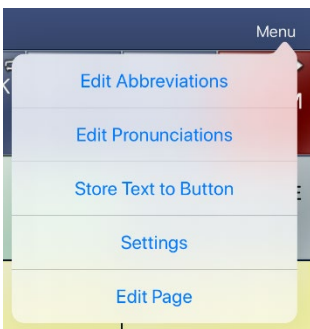 Menu
Edit Abbreviations
Edit Pronunciations
Store Text to Button
Settings
Edit Page